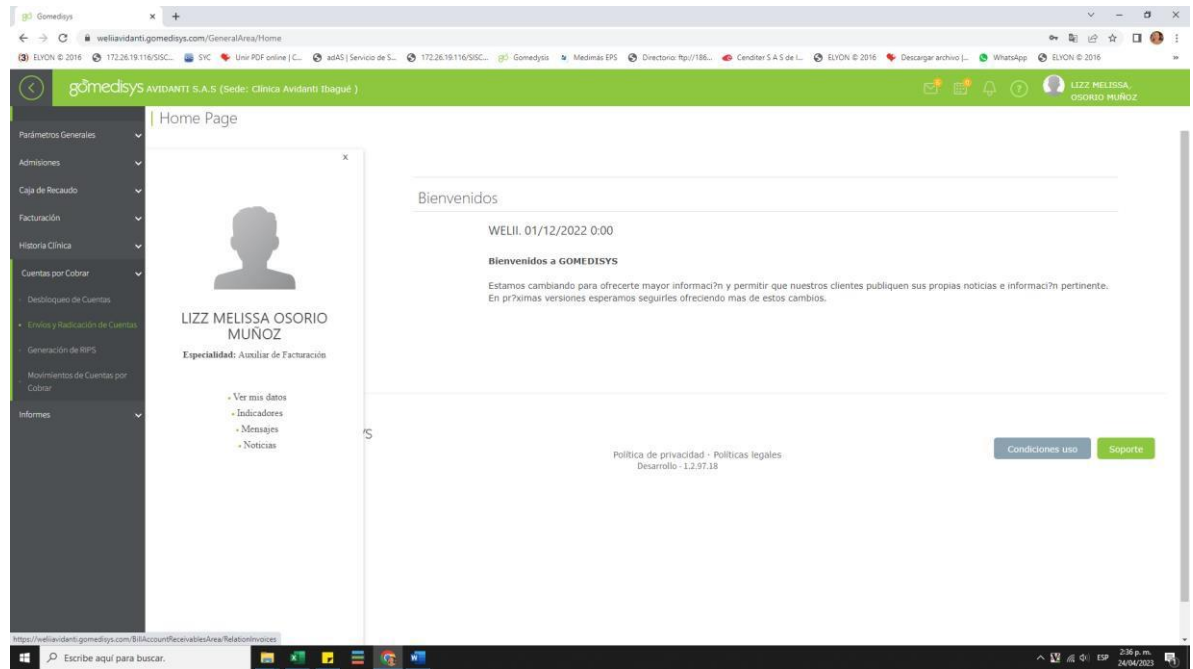 Gomedisys
weliiavidanti.gomedisys.com/GeneralArea/Home
ELYON © 2016 172.26.19.116/SISC... SYC Unir PDF online | C... adAS | Servicio de S... 172.26.19.116/SISC... Gomedysis Medimás EPS Directorio ftp://186... Cenditer S A S de I... ELYON © 2016 Descargar archivo |... WhatsApp ELYON © 2016
gomedisys AVIDANTI S.A.S (Sede: Clínica Avidanti Ibagué )
LIZZ MELISSA,
OSORIO MUÑOZ
Home Page
Parámetros Generales
Admisiones
Caja de Recaudo
Facturación
Historia Clínica
Cuentas por Cobrar
Desbloqueo de Cuentas
Envíos y Radicación de Cuentas
Generación de RIPS
Movimientos de Cuentas por
Cobrar
Informes
x
LIZZ MELISSA OSORIO
MUÑOZ
Especialidad: Auxiliar de Facturación
Ver mis datos
Indicadores
Mensajes
Noticias
Bienvenidos
WELII. 01/12/2022 0:00
Bienvenidos a GOMEDISYS
Estamos cambiando para ofrecerte mayor informaci?n y permitir que nuestros clientes publiquen sus propias noticias e informaci?n pertinente.
En pr?ximas versiones esperamos seguirles ofreciendo mas de estos cambios.
YS
Política de privacidad - Políticas legales
Desarrollo - 1.2.97.18
Condiciones uso
Soporte
https://weliiavidanti.gomedisys.com/BillAccountReceivablesArea/RelationInvoices
Escribe aquí para buscar.
ESP
2:36 p. m.
24/04/2023